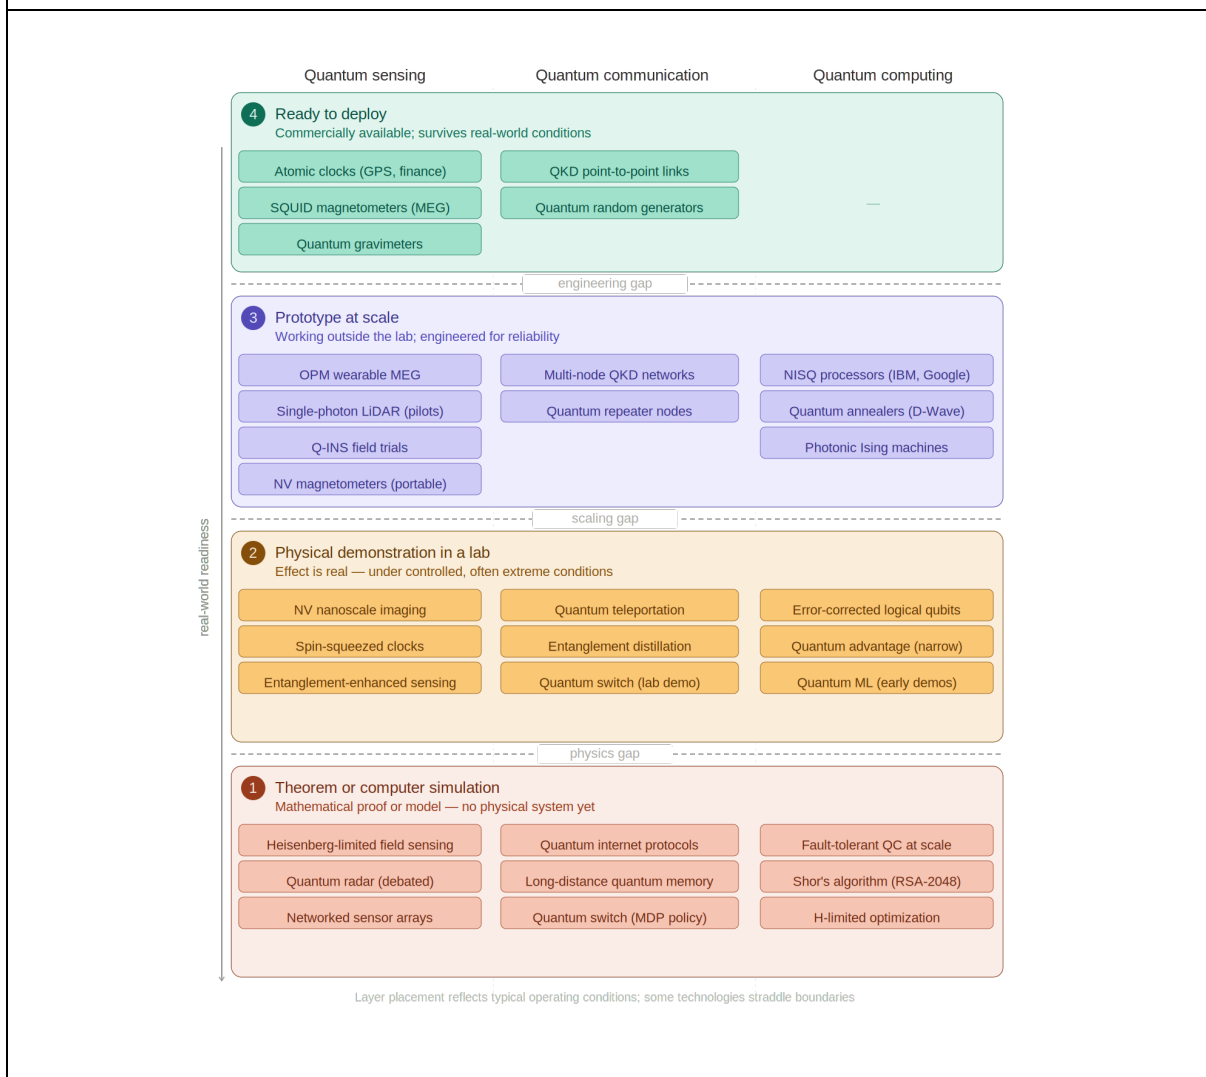 Quantum sensing
Quantum communication
Quantum computing
4
Ready to deploy
Commercially available; survives real-world conditions
Atomic clocks (GPS, finance)
QKD point-to-point links
SQUID magnetometers (MEG)
Quantum random generators
—
Quantum gravimeters
engineering gap
3
Prototype at scale
Working outside the lab; engineered for reliability
OPM wearable MEG
Multi-node QKD networks
NISQ processors (IBM, Google)
Single-photon LiDAR (pilots)
Quantum repeater nodes
Quantum annealers (D-Wave)
Q-INS field trials
Photonic Ising machines
NV magnetometers (portable)
scaling gap
real-world readiness
2
Physical demonstration in a lab
Effect is real — under controlled, often extreme conditions
NV nanoscale imaging
Quantum teleportation
Error-corrected logical qubits
Spin-squeezed clocks
Entanglement distillation
Quantum advantage (narrow)
Entanglement-enhanced sensing
Quantum switch (lab demo)
Quantum ML (early demos)
physics gap
1
Theorem or computer simulation
Mathematical proof or model — no physical system yet
Heisenberg-limited field sensing
Quantum internet protocols
Fault-tolerant QC at scale
Quantum radar (debated)
Long-distance quantum memory
Shor's algorithm (RSA-2048)
Networked sensor arrays
Quantum switch (MDP policy)
H-limited optimization
Layer placement reflects typical operating conditions; some technologies straddle boundaries